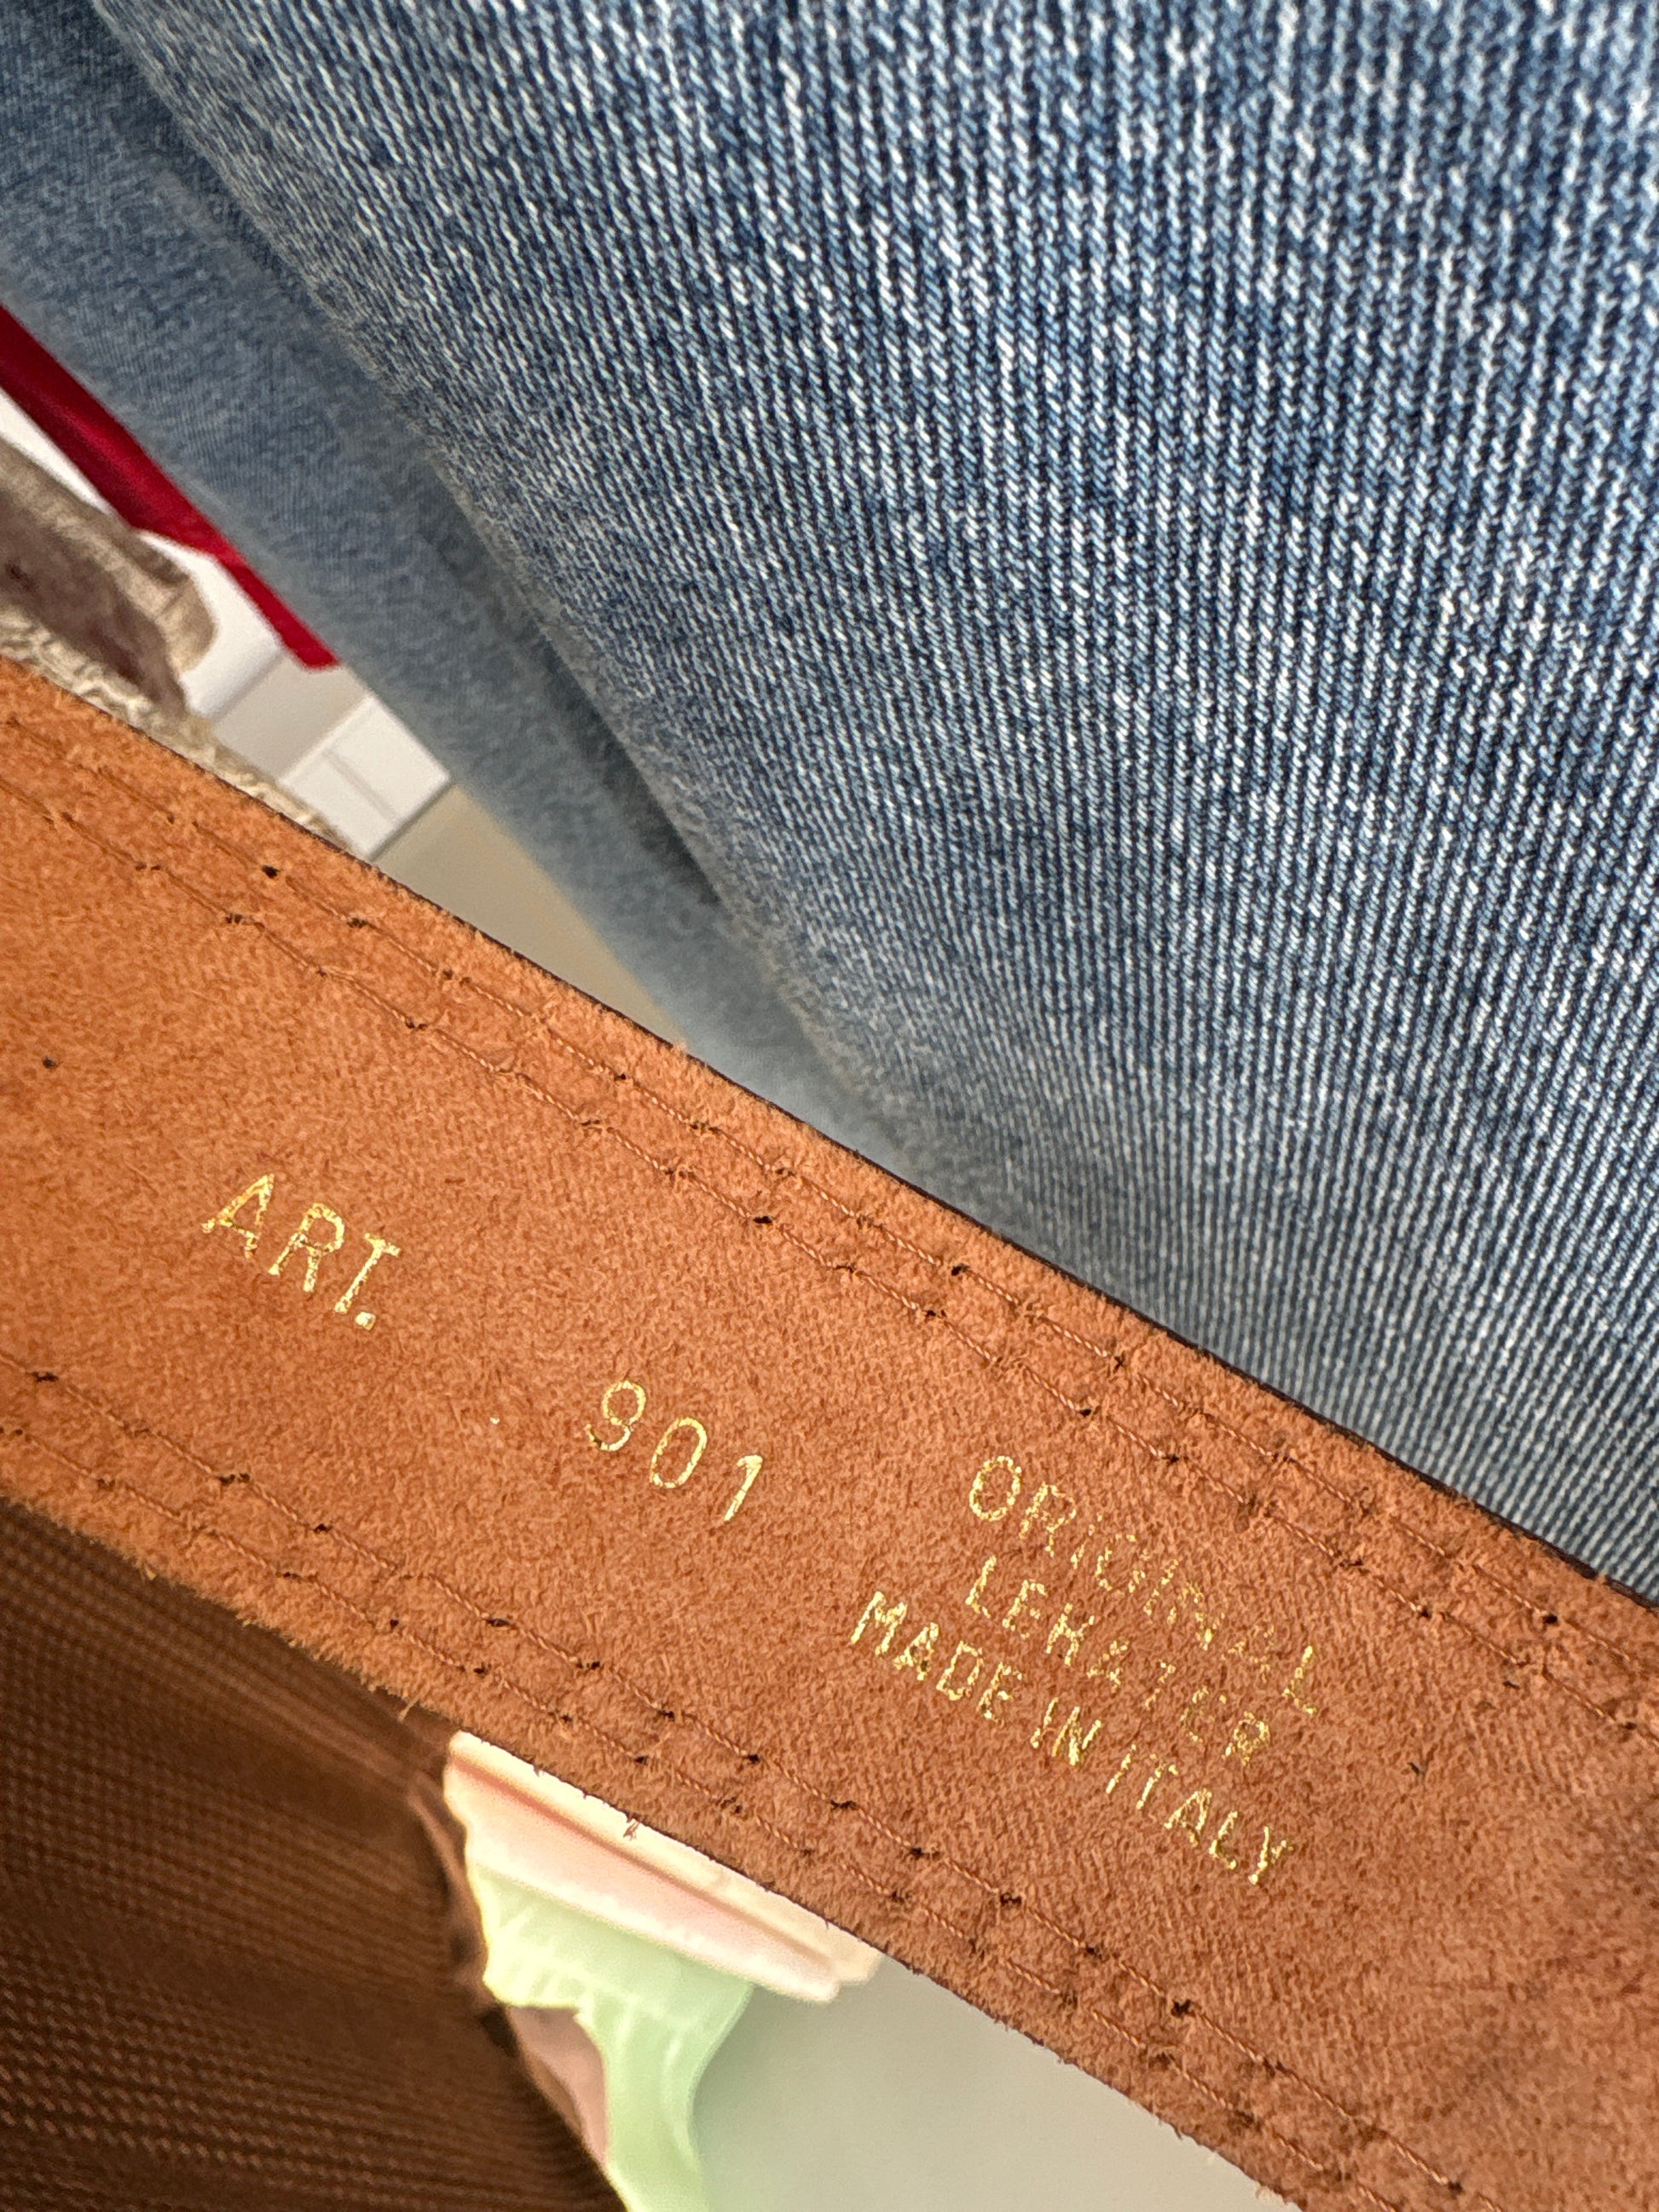 ART. 901
ORIGINAL
LEHATER
MADE IN ITALY